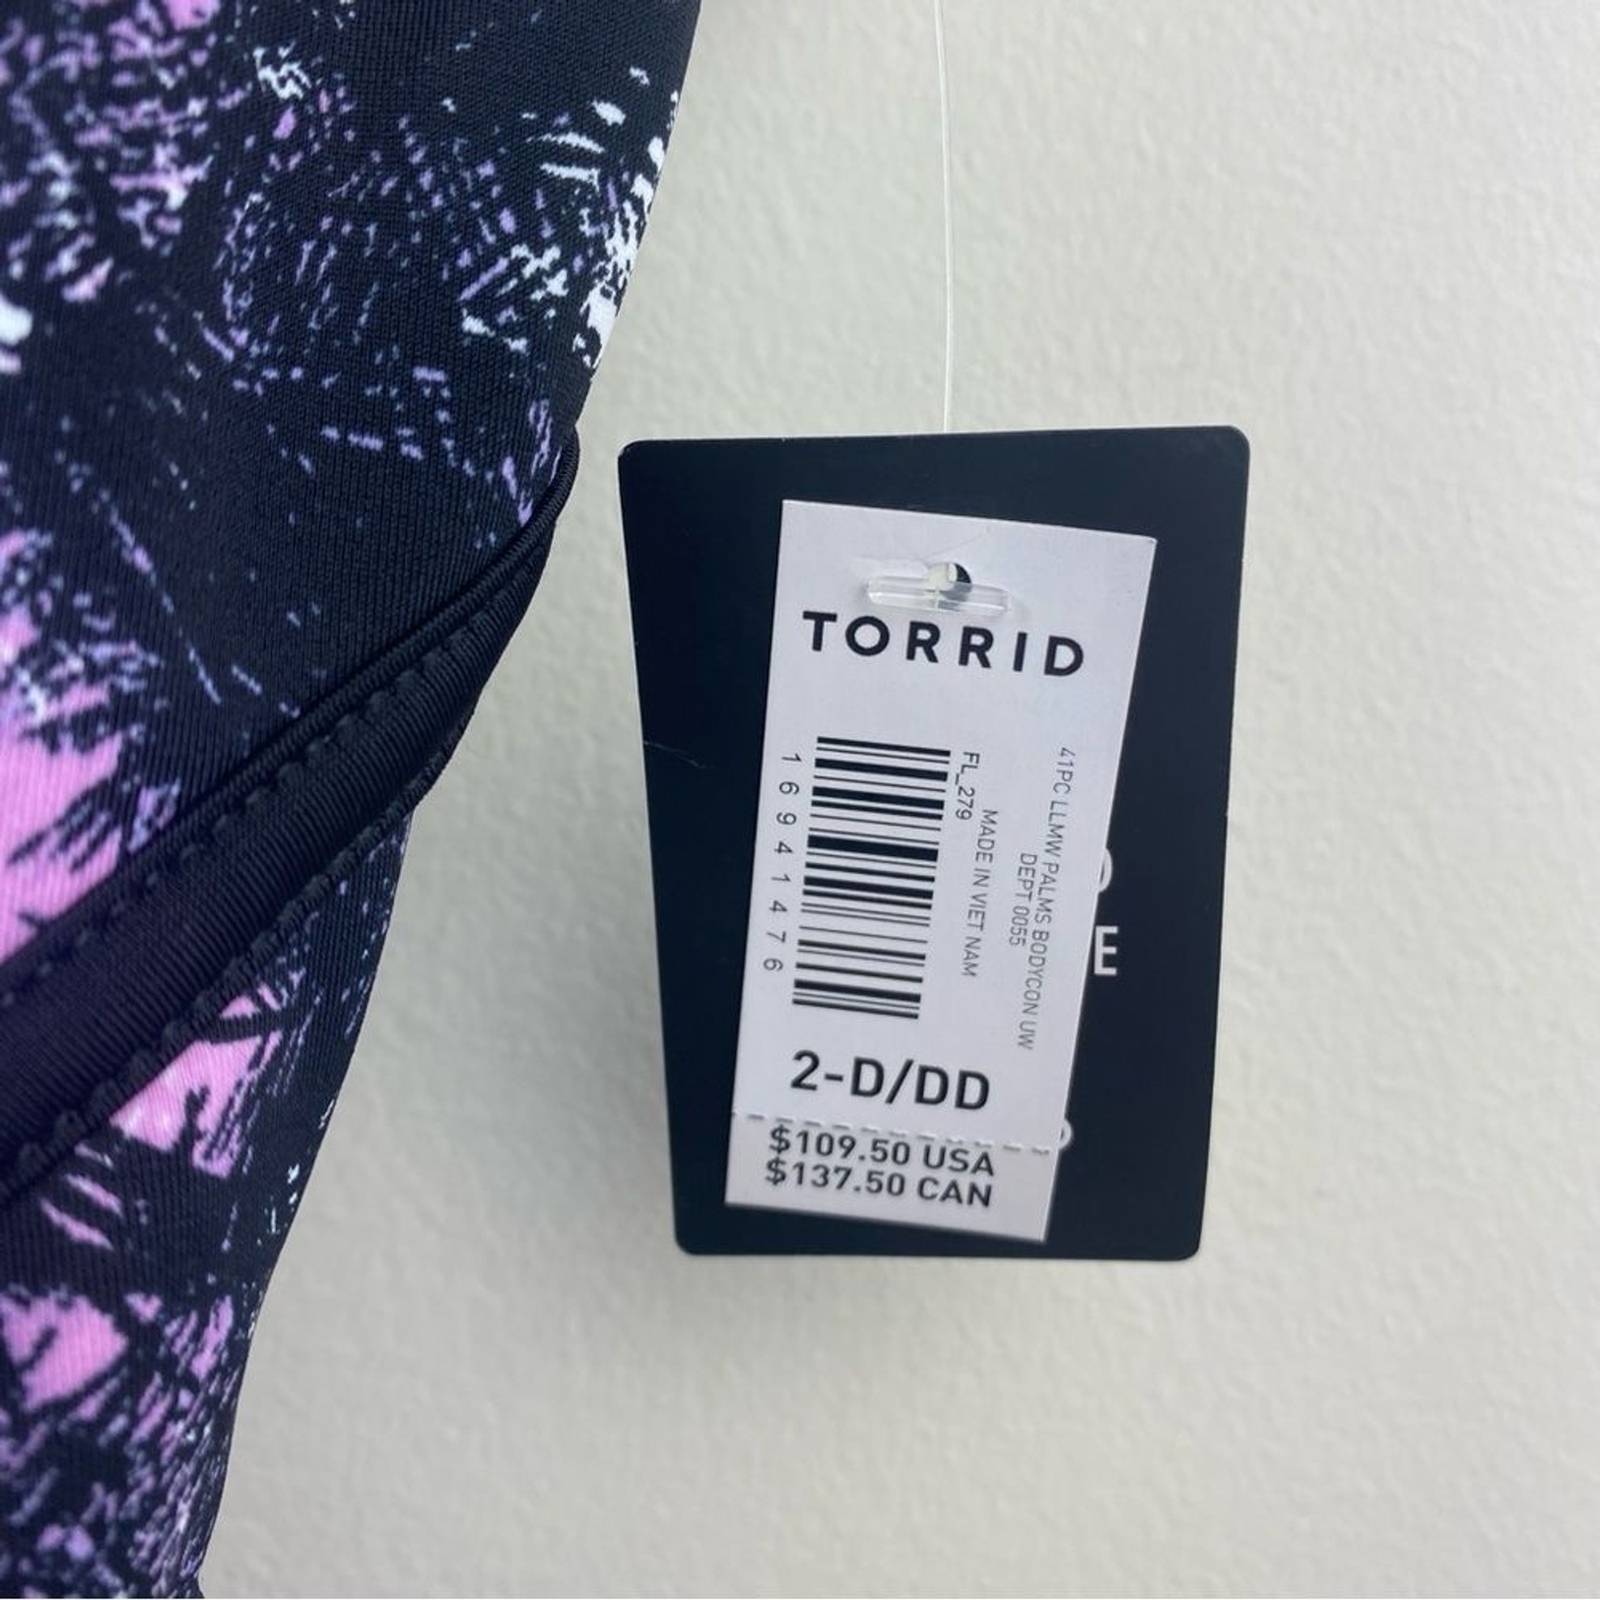 TORRID
41PC LLMW PALMS BODYCON UW
DEPT 0055
MADE IN VIET NAM
FL_279
16941476
2-D/DD
$109.50 USA
$137.50 CAN
E